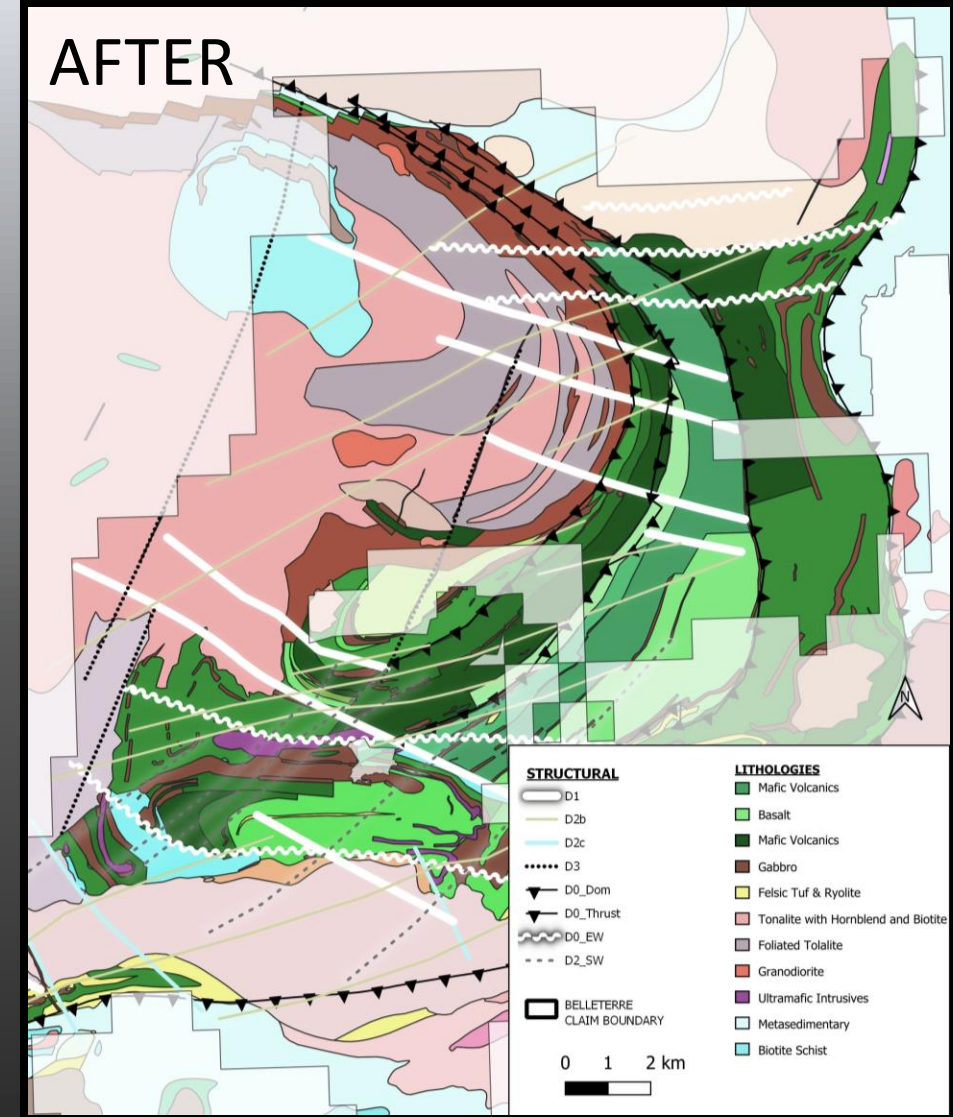 AFTER
N
STRUCTURAL
D1
D2b
D2c
D3
D0_Dom
D0_Thrust
D0_EW
D2_SW
BELLETERRE
CLAIM BOUNDARY
0 1 2 km
LITHOLOGIES
Mafic Volcanics
Basalt
Mafic Volcanics
Gabbro
Felsic Tuf & Ryolite
Tonalite with Hornblend and Biotite
Foliated Tolalite
Granodiorite
Ultramafic Intrusives
Metasedimentary
Biotite Schist